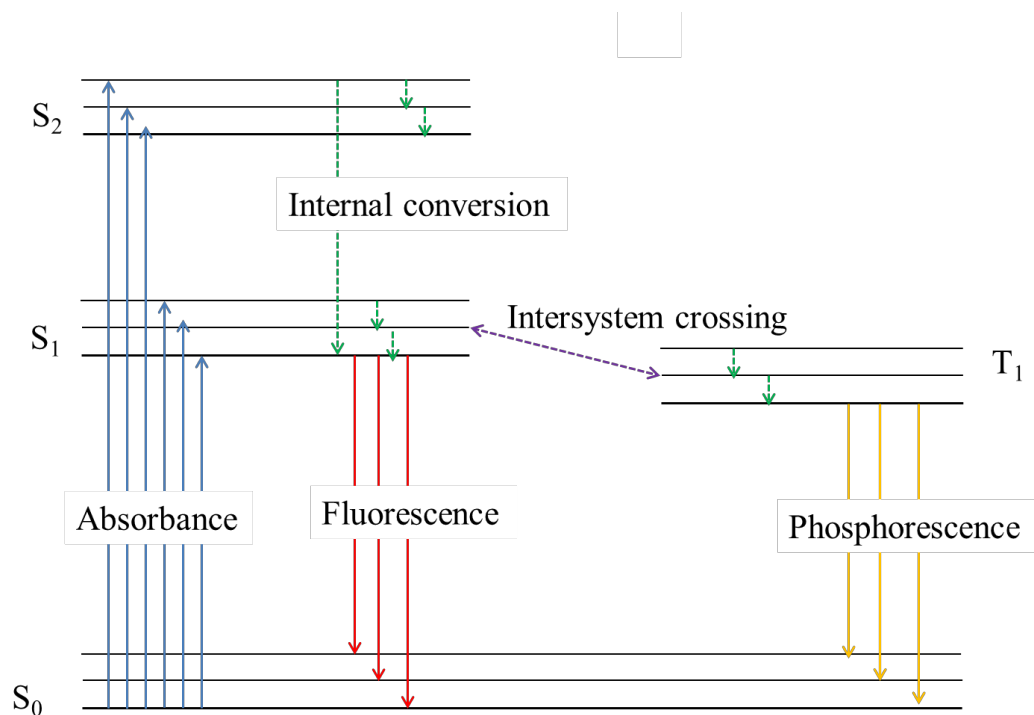 S₂
Internal conversion
Intersystem crossing
S₁
T₁
Absorbance
Fluorescence
Phosphorescence
S₀